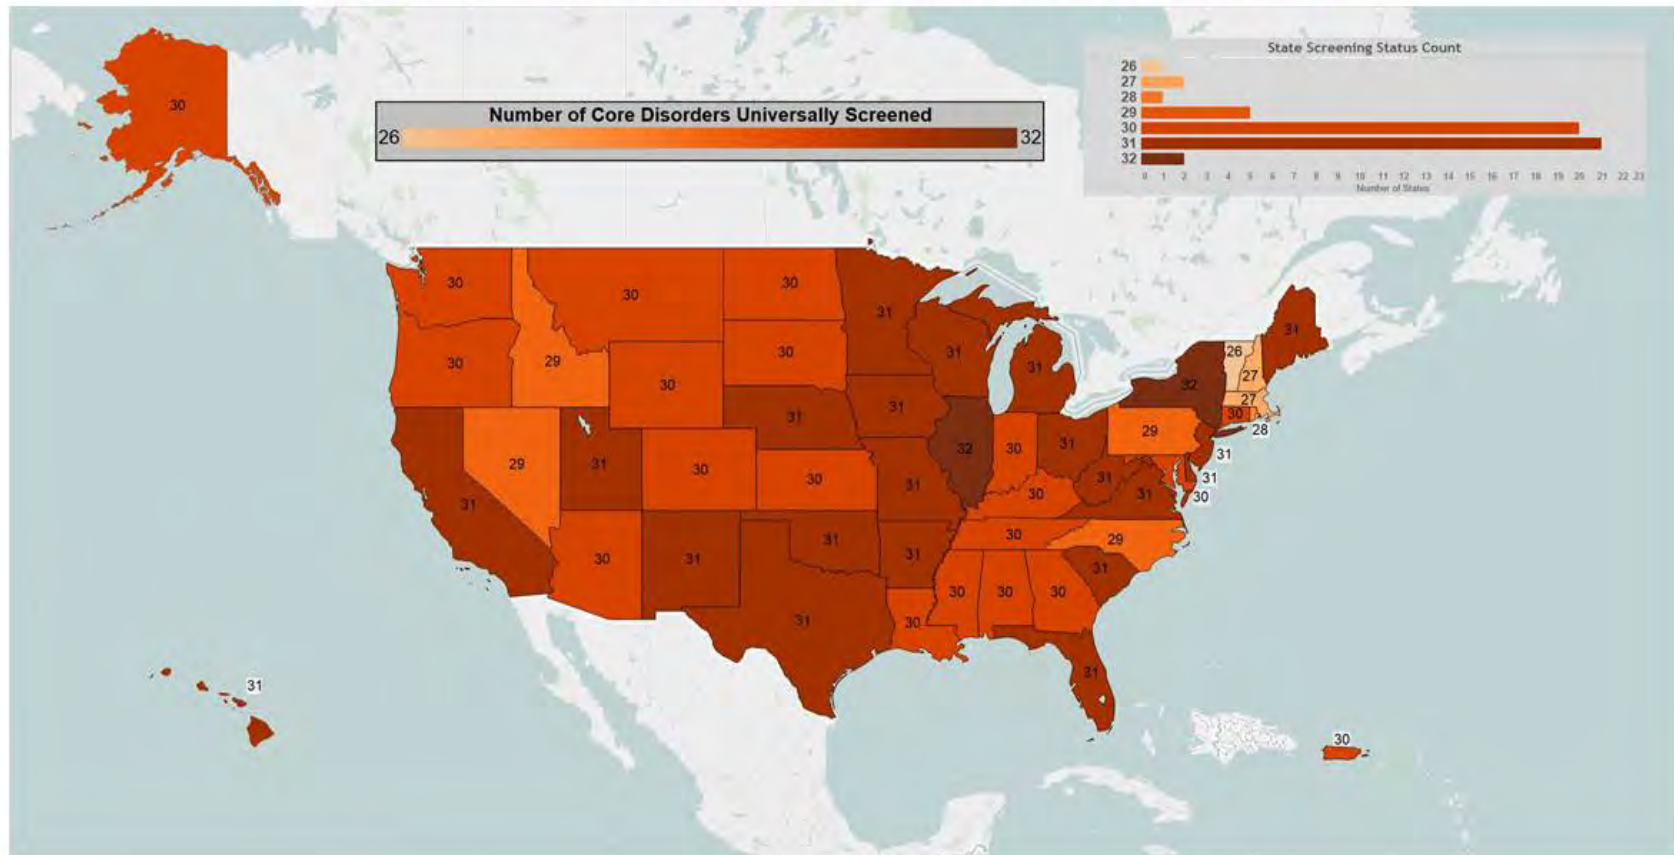 State Screening Status Count
26
27
28
29
30
31
32
0 1 2 3 4 5 6 7 8 9 10 11 12 13 14 15 16 17 18 19 20 21 22 23
Number of States
Number of Core Disorders Universally Screened
26 32
30
30 30 30 31
30 29 30 30 31 31
31 26 27 31
32 27
30 28
31 29 31 30 31 31 32 30 31 29 31
30 30 31 30 31 31 31 30
31 30 31 31 31 30 29
31 30 30 30 31
30
31
31
30